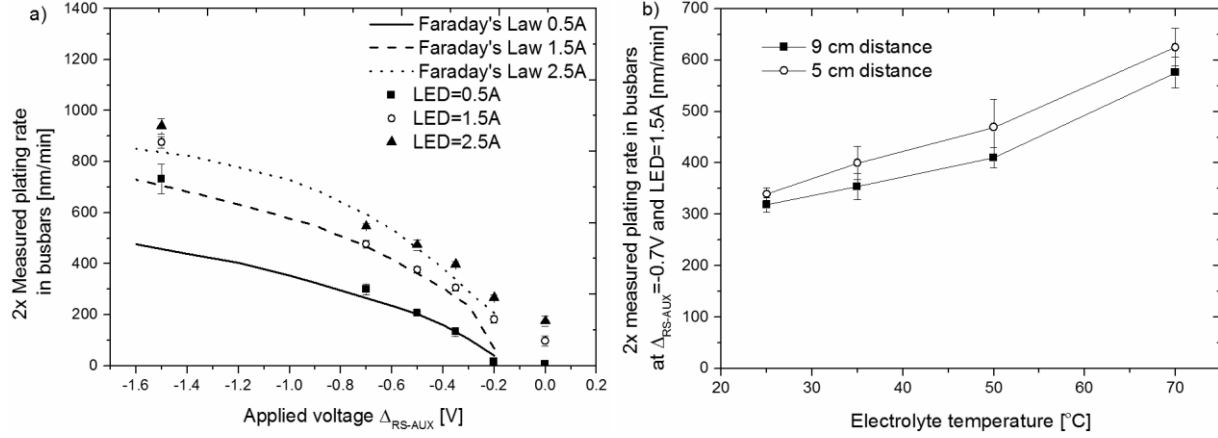 a)
2x Measured plating rate
in busbars [nm/min]
1400
1200
1000
800
600
400
200
0
Faraday's Law 0.5A
Faraday's Law 1.5A
Faraday's Law 2.5A
LED=0.5A
LED=1.5A
LED=2.5A
-1.6 -1.4 -1.2 -1.0 -0.8 -0.6 -0.4 -0.2 0.0 0.2
Applied voltage Δ_RS-AUX [V]
b)
2x measured plating rate in busbars
at Δ_RS-AUX=-0.7V and LED=1.5A [nm/min]
700
600
500
400
300
200
100
0
9 cm distance
5 cm distance
20 30 40 50 60 70
Electrolyte temperature [°C]